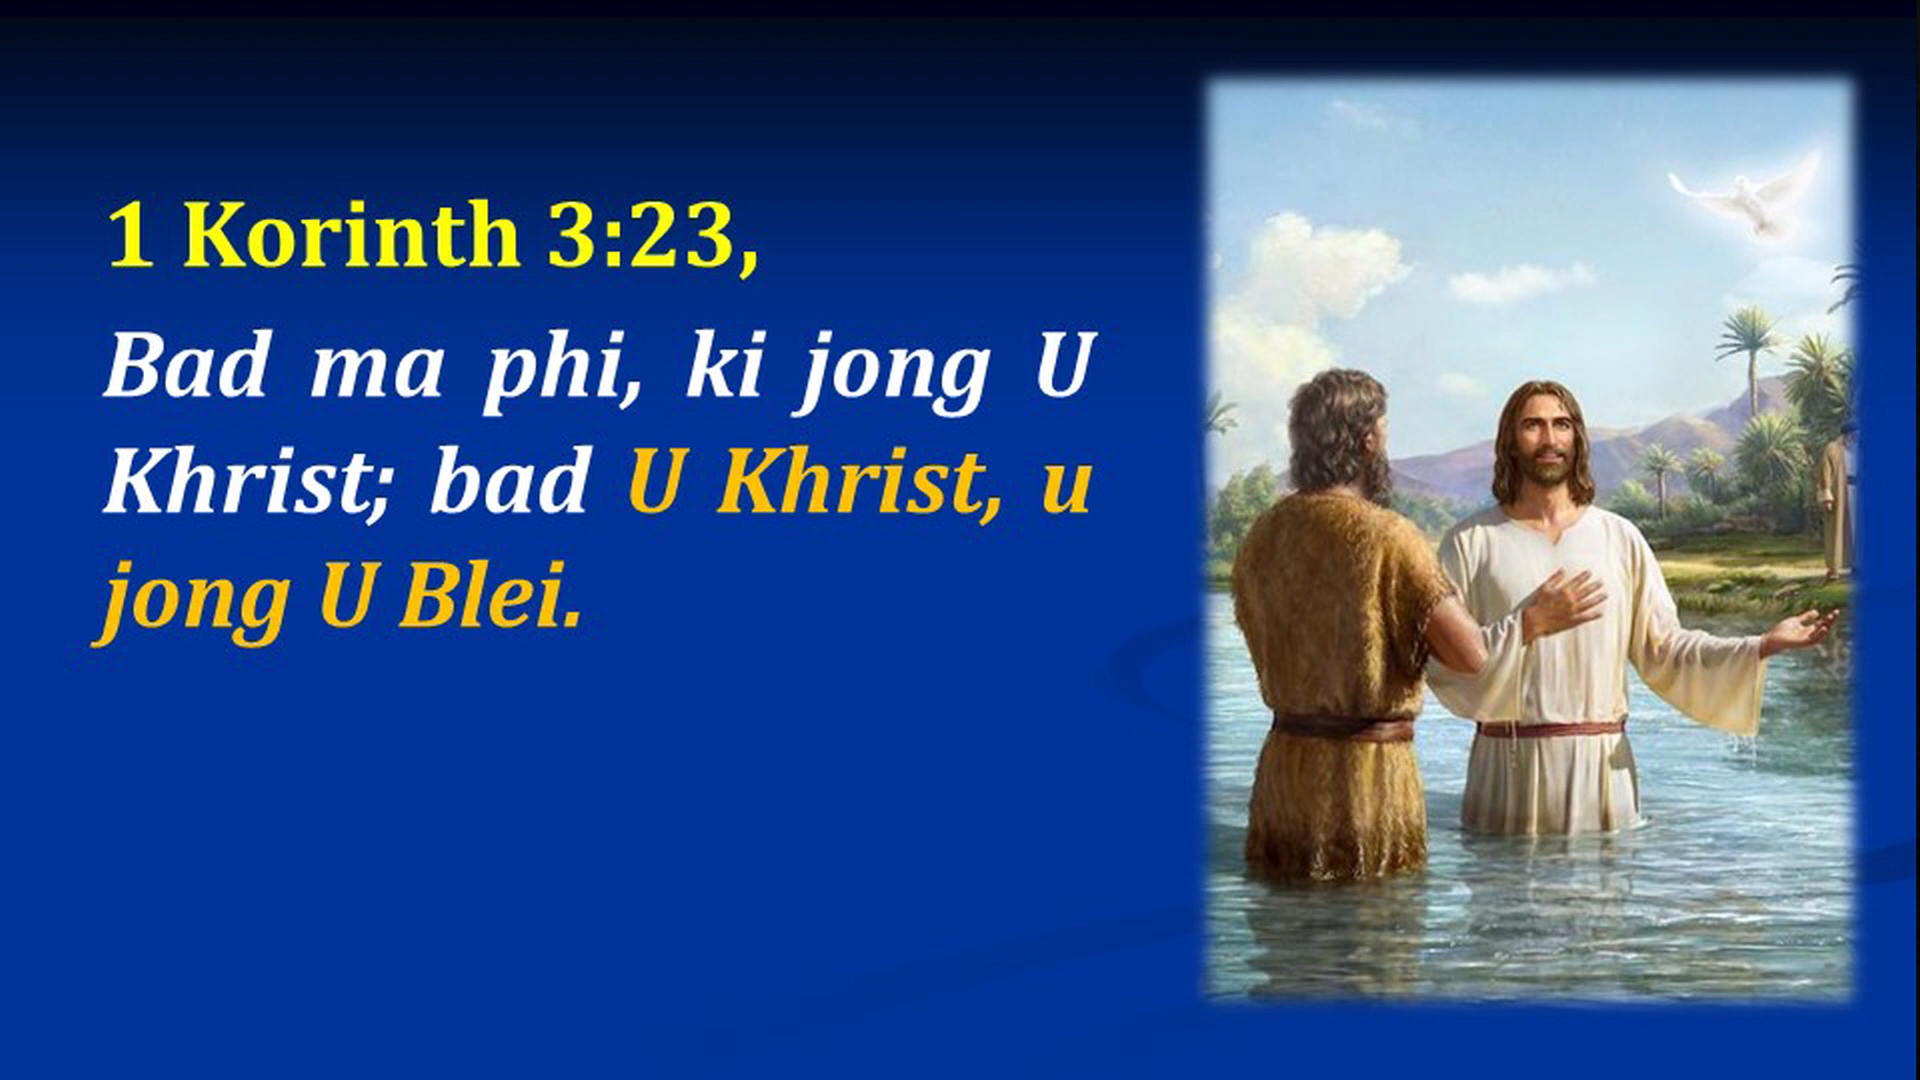 1 Korinth 3:23,
Bad ma phi, ki jong U
Khrist; bad U Khrist, u
jong U Blei.